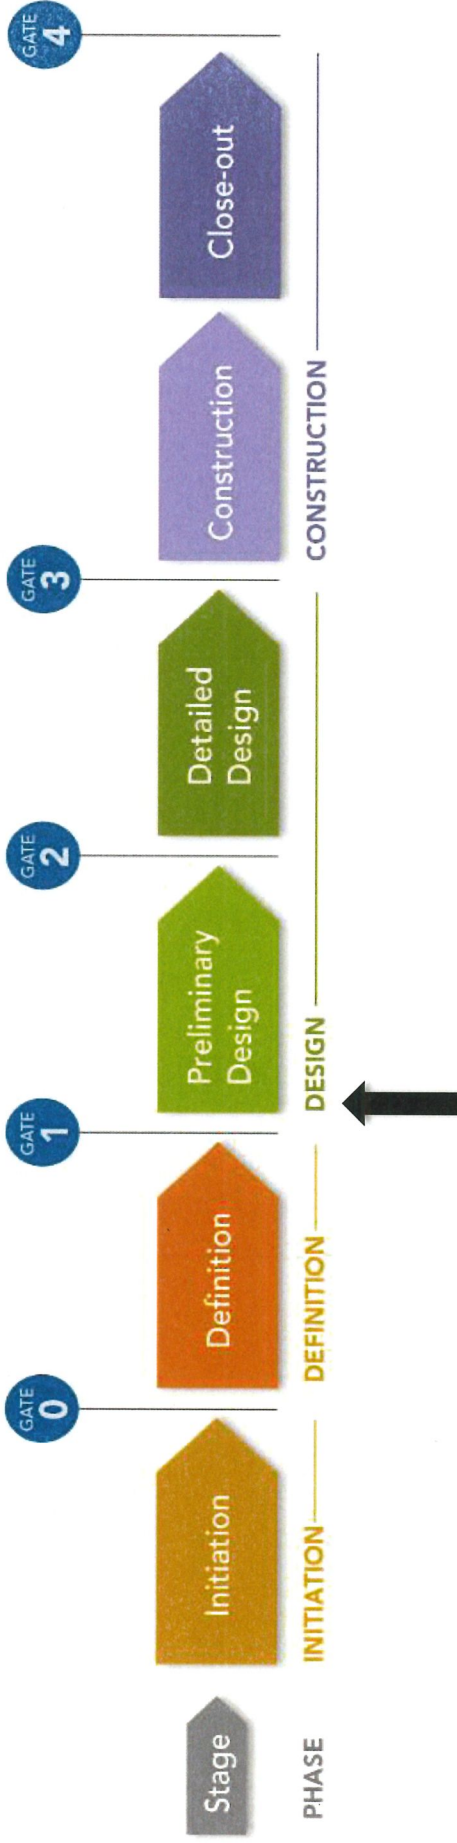 GATE
0
GATE
1
GATE
2
GATE
3
GATE
4
Stage
Initiation
Definition
Preliminary
Design
Detailed
Design
Construction
Close-out
PHASE
INITIATION
DEFINITION
DESIGN
CONSTRUCTION